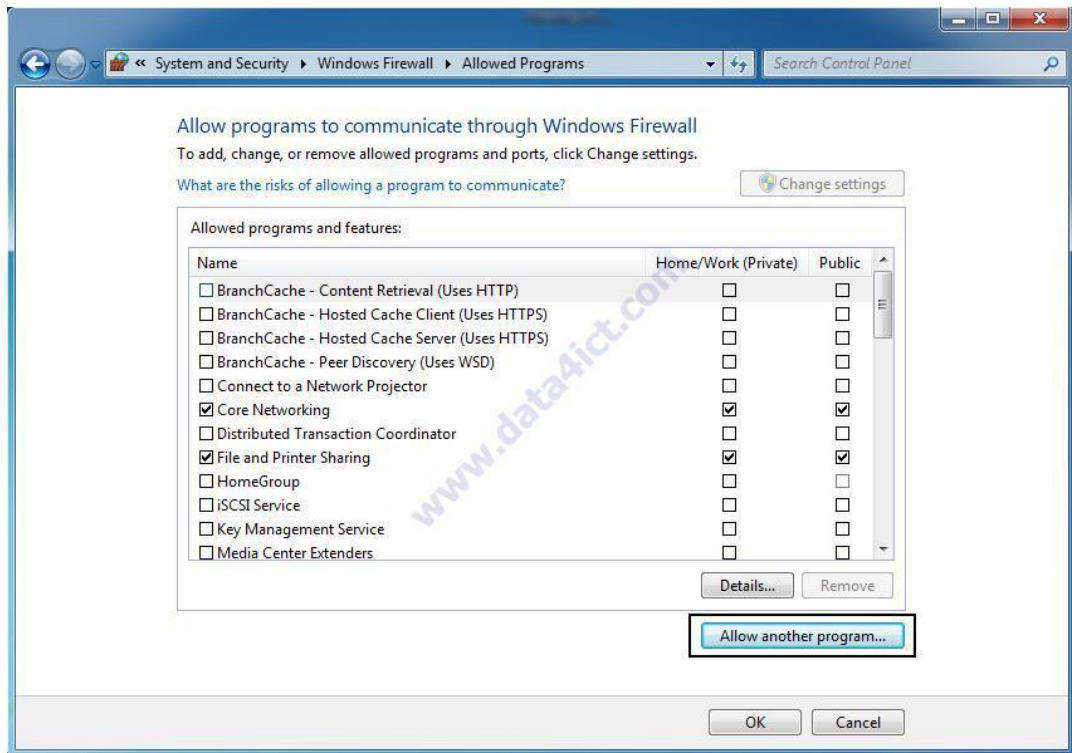 « System and Security ▸ Windows Firewall ▸ Allowed Programs
Search Control Panel
Allow programs to communicate through Windows Firewall
To add, change, or remove allowed programs and ports, click Change settings.
What are the risks of allowing a program to communicate?
Change settings
Allowed programs and features:
Name Home/Work (Private) Public
BranchCache - Content Retrieval (Uses HTTP)
BranchCache - Hosted Cache Client (Uses HTTPS)
BranchCache - Hosted Cache Server (Uses HTTPS)
BranchCache - Peer Discovery (Uses WSD)
Connect to a Network Projector
Core Networking
Distributed Transaction Coordinator
File and Printer Sharing
HomeGroup
iSCSI Service
Key Management Service
Media Center Extenders
www.data4ict.com
Details... Remove
Allow another program...
OK Cancel